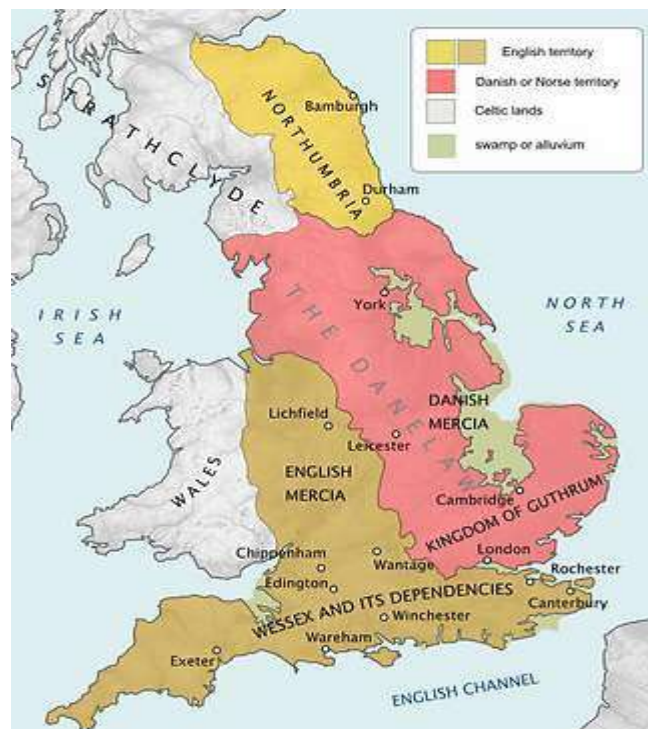 English territory
Danish or Norse territory
Celtic lands
swamp or alluvium
STRATHCLYDE
NORTHUMBRIA
Bamburgh
Durham
IRISH
SEA
NORTH
SEA
York
THE DANELAW
DANISH
MERCIA
Lichfield
Leicester
ENGLISH
MERCIA
WALES
Cambridge
KINGDOM OF GUTHRUM
Chippenham
Edington
Wantage
London
Rochester
Canterbury
WESSEX AND ITS DEPENDENCIES
Winchester
Wareham
Exeter
ENGLISH CHANNEL